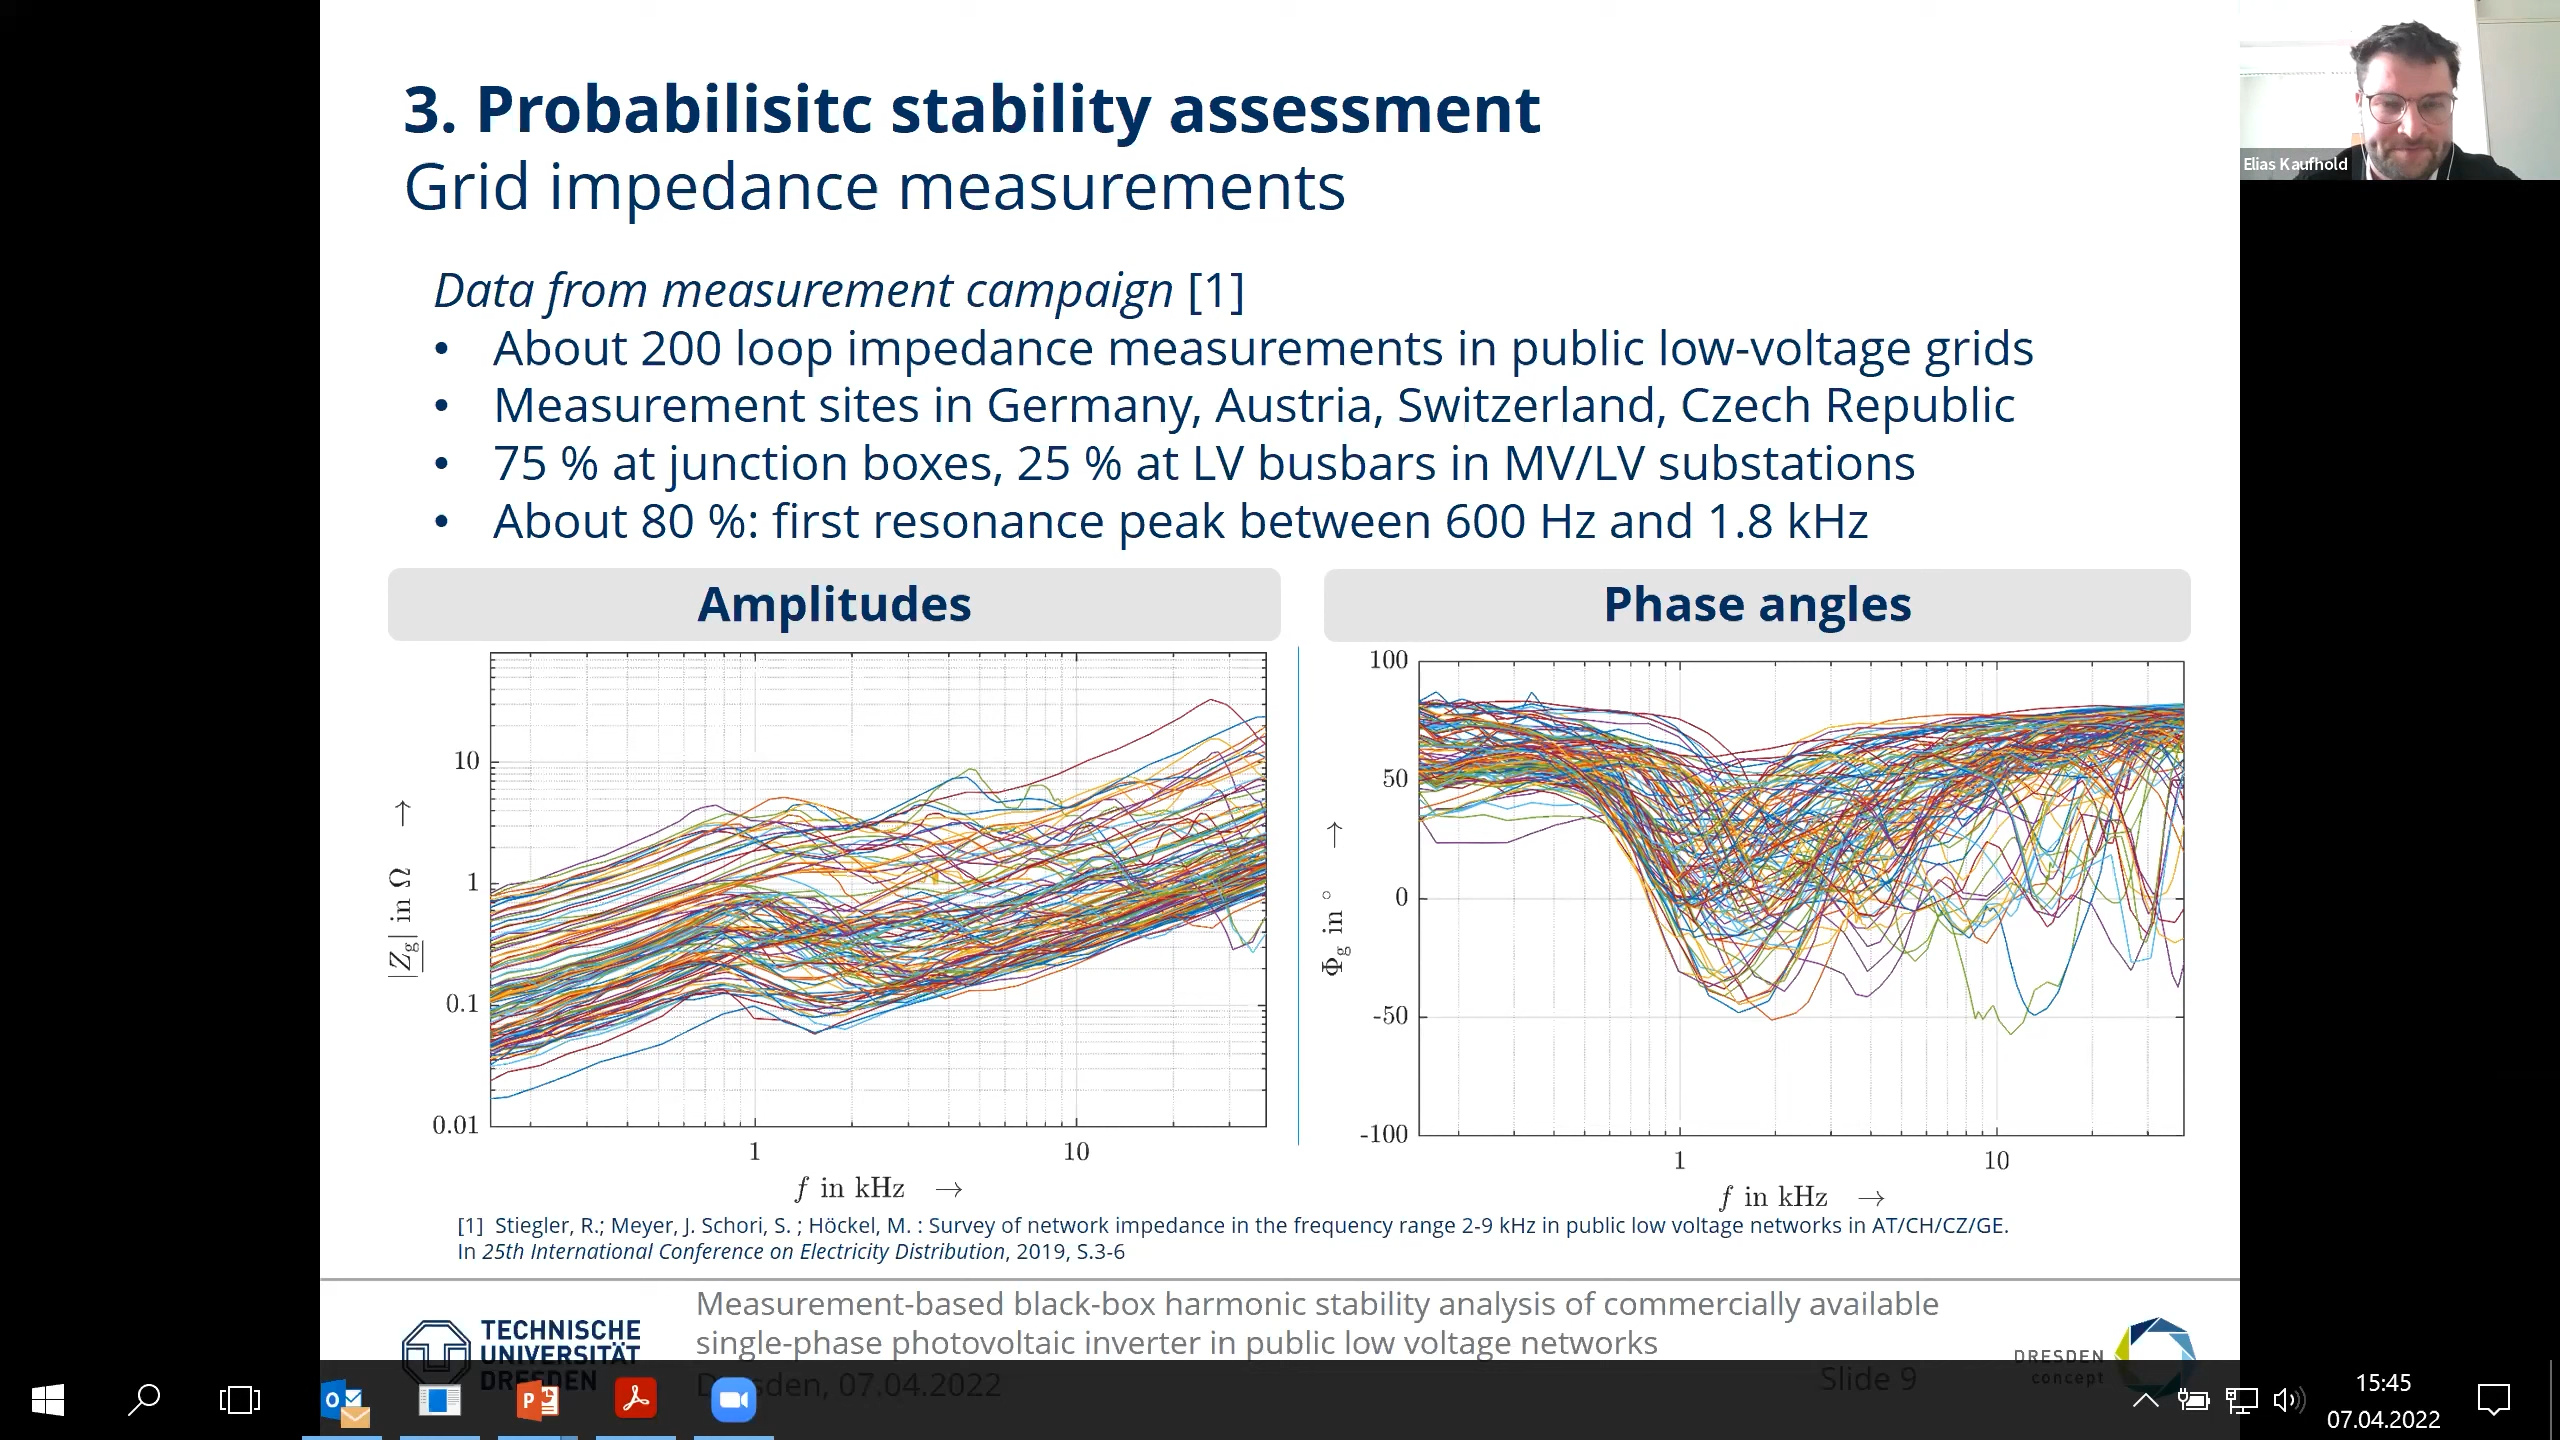 3. Probabilisitc stability assessment
Grid impedance measurements
Elias Kaufhold
Data from measurement campaign [1]
• About 200 loop impedance measurements in public low-voltage grids
• Measurement sites in Germany, Austria, Switzerland, Czech Republic
• 75 % at junction boxes, 25 % at LV busbars in MV/LV substations
• About 80 %: first resonance peak between 600 Hz and 1.8 kHz
Amplitudes
10
1
0.1
0.01
|Zg| in Ω →
1 10
f in kHz →
Phase angles
100
50
0
-50
-100
Φg in ° →
1 10
f in kHz →
[1] Stiegler, R.; Meyer, J. Schori, S. ; Höckel, M. : Survey of network impedance in the frequency range 2-9 kHz in public low voltage networks in AT/CH/CZ/GE.
In 25th International Conference on Electricity Distribution, 2019, S.3-6
TECHNISCHE
UNIVERSITÄT
DRESDEN
Measurement-based black-box harmonic stability analysis of commercially available
single-phase photovoltaic inverter in public low voltage networks
Dresden, 07.04.2022
Slide 9
DRESDEN
concept
15:45
07.04.2022